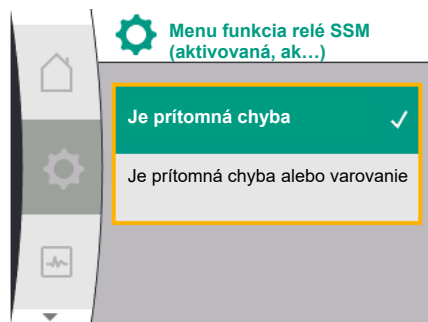 Menu funkcia relé SSM
(aktivovaná, ak…)
Je prítomná chyba
Je prítomná chyba alebo varovanie